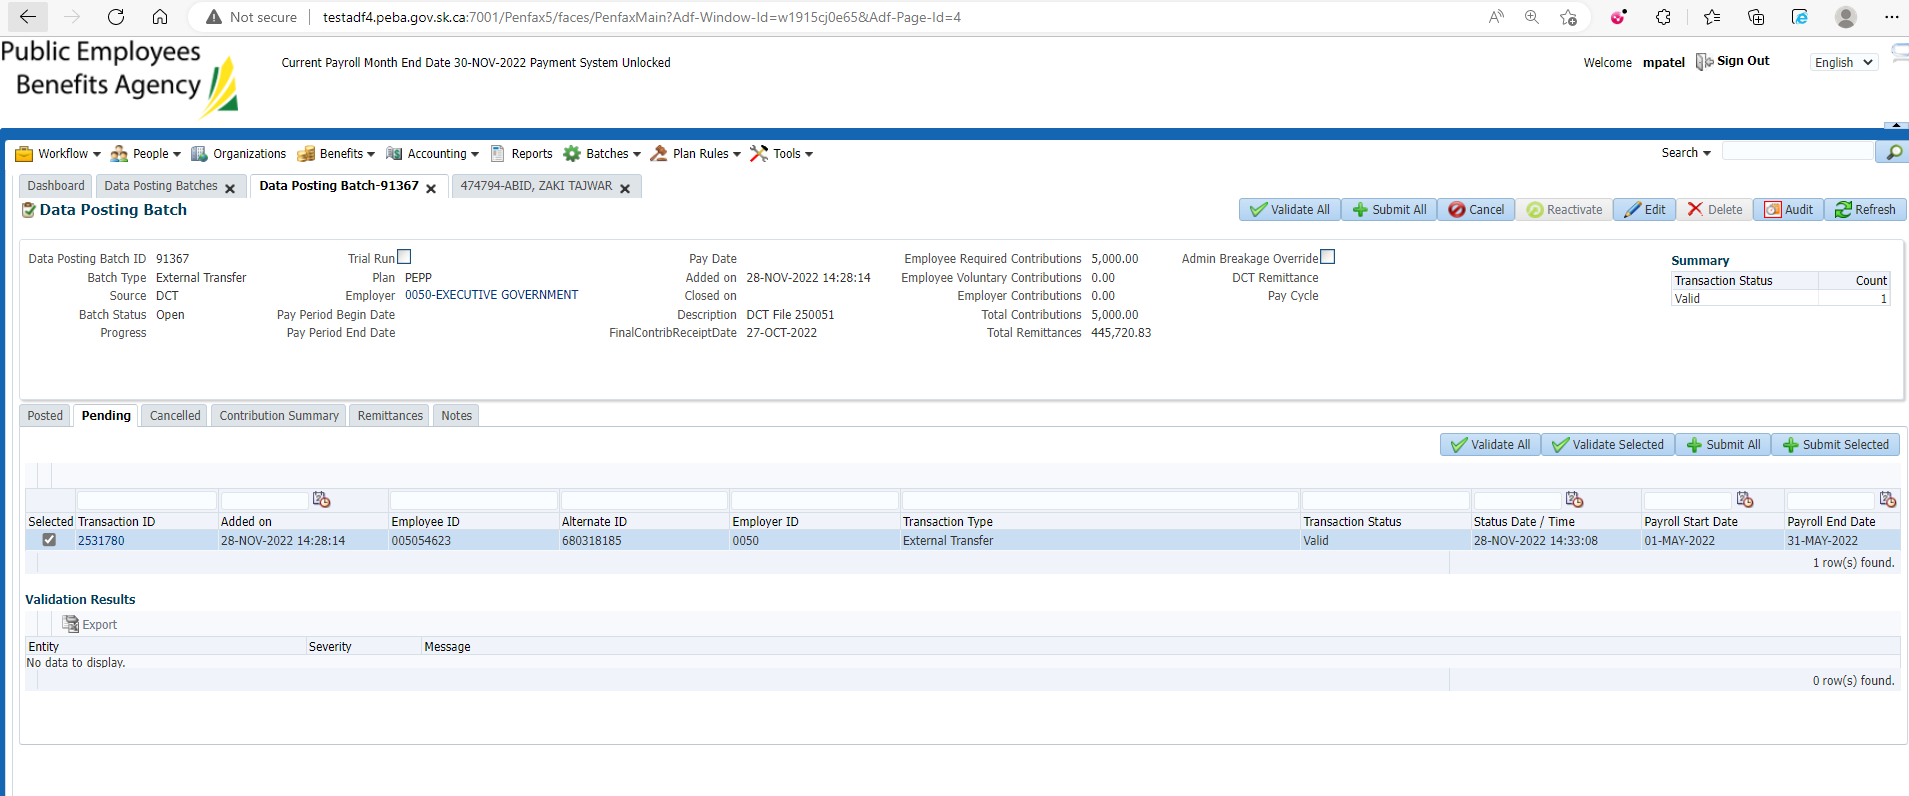 Not secure testadf4.peba.gov.sk.ca:7001/Penfax5/faces/PenfaxMain?Adf-Window-Id=w1915cj0e65&Adf-Page-Id=4
Public Employees
Benefits Agency
Current Payroll Month End Date 30-NOV-2022 Payment System Unlocked
Welcome mpatel Sign Out English
Workflow People Organizations Benefits Accounting Reports Batches Plan Rules Tools Search
Dashboard Data Posting Batches Data Posting Batch-91367 474794-ABID, ZAKI TAJWAR
Data Posting Batch Validate All Submit All Cancel Reactivate Edit Delete Audit Refresh
Data Posting Batch ID 91367 Trial Run Pay Date Employee Required Contributions 5,000.00 Admin Breakage Override Summary
Batch Type External Transfer Plan PEPP Added on 28-NOV-2022 14:28:14 Employee Voluntary Contributions 0.00 DCT Remittance Transaction Status Count
Source DCT Employer 0050-EXECUTIVE GOVERNMENT Closed on Employer Contributions 0.00 Pay Cycle Valid 1
Batch Status Open Pay Period Begin Date Description DCT File 250051 Total Contributions 5,000.00
Progress Pay Period End Date FinalContribReceiptDate 27-OCT-2022 Total Remittances 445,720.83
Posted Pending Cancelled Contribution Summary Remittances Notes
Validate All Validate Selected Submit All Submit Selected
Selected Transaction ID Added on Employee ID Alternate ID Employer ID Transaction Type Transaction Status Status Date / Time Payroll Start Date Payroll End Date
2531780 28-NOV-2022 14:28:14 005054623 680318185 0050 External Transfer Valid 28-NOV-2022 14:33:08 01-MAY-2022 31-MAY-2022
1 row(s) found.
Validation Results
Export
Entity Severity Message
No data to display.
0 row(s) found.